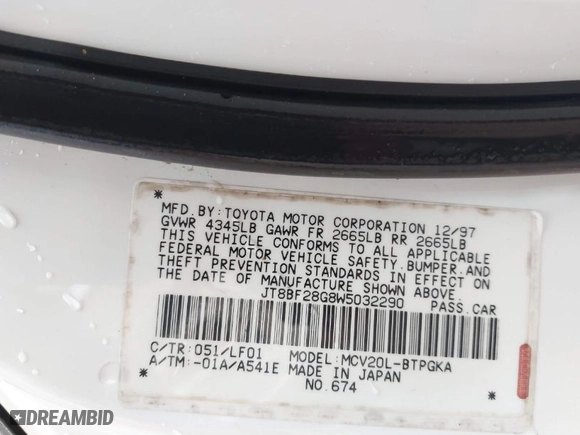 MFD.BY:TOYOTA MOTOR CORPORATION 12/97
GVWR 4345LB GAWR FR 2665LB RR 2665LB
THIS VEHICLE CONFORMS TO ALL APPLICABLE
FEDERAL MOTOR VEHICLE SAFETY,BUMPER,AND
THEFT PREVENTION STANDARDS IN EFFECT ON
THE DATE OF MANUFACTURE SHOWN ABOVE.
JT8BF28G8W5032290 PASS.CAR
C/TR:051/LF01 MODEL:MCV20L-BTPGKA
A/TM:-01A/A541E MADE IN JAPAN
NO.674
DREAMBID